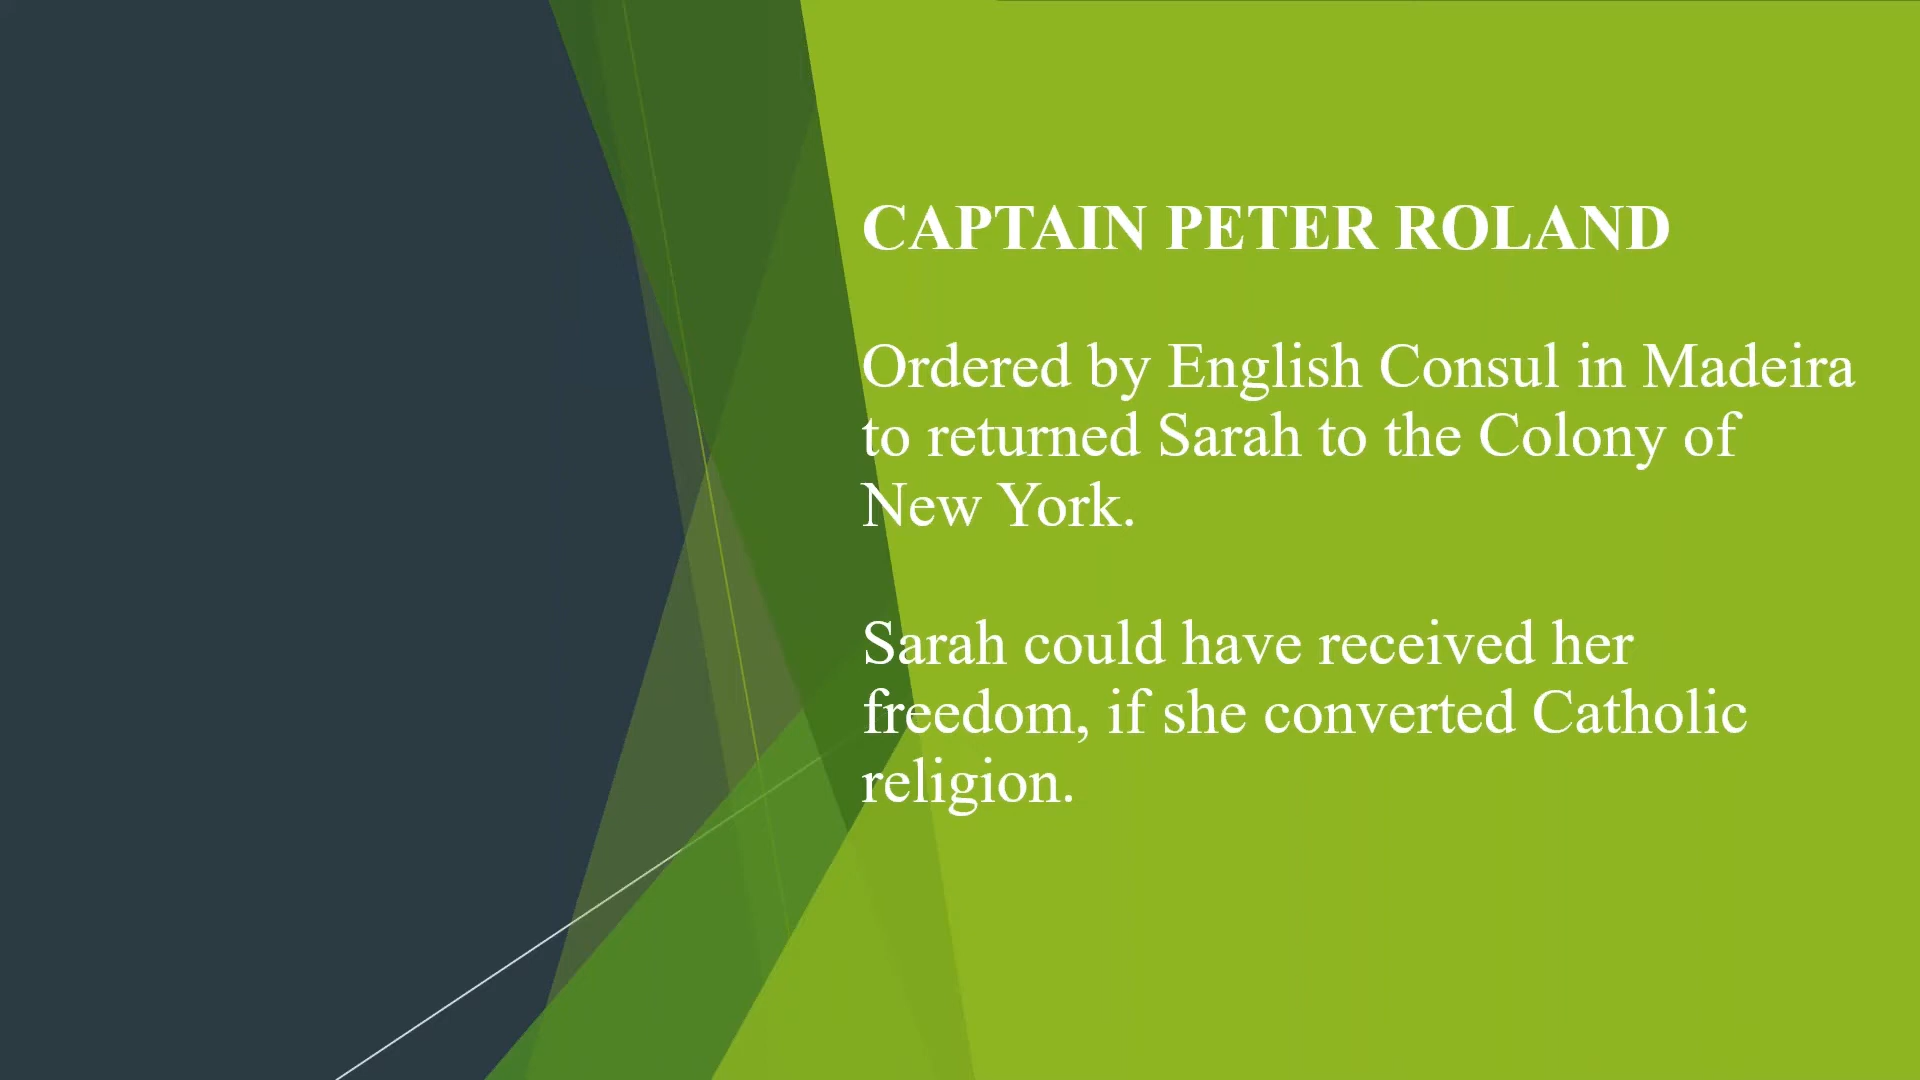 CAPTAIN PETER ROLAND
Ordered by English Consul in Madeira
to returned Sarah to the Colony of
New York.
Sarah could have received her
freedom, if she converted Catholic
religion.